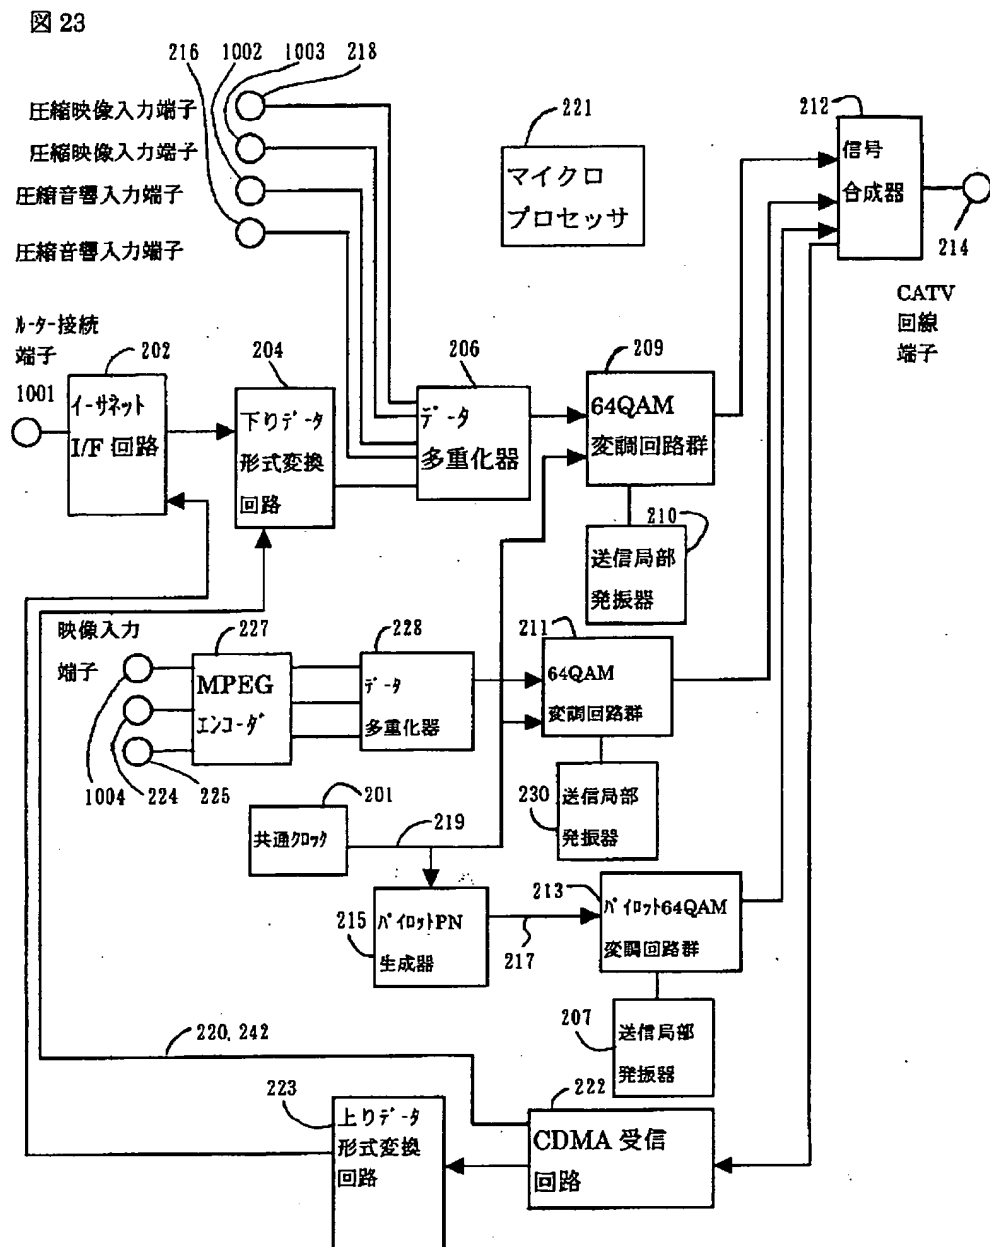 図 23
216
1002
1003
218
圧縮映像入力端子
圧縮映像入力端子
圧縮音響入力端子
圧縮音響入力端子
221
マイクロ
プロセッサ
212
信号
合成器
214
CATV
回線
端子
ﾙｰﾀｰ接続
端子
1001
202
ｲｰｻﾈｯﾄ
I/F 回路
204
下りﾃﾞｰﾀ
形式変換
回路
206
ﾃﾞｰﾀ
多重化器
209
64QAM
変調回路群
210
送信局部
発振器
映像入力
端子
1004
224
225
227
MPEG
ｴﾝｺｰﾀﾞ
228
ﾃﾞｰﾀ
多重化器
211
64QAM
変調回路群
230
送信局部
発振器
201
共通ｸﾛｯｸ
219
215
ﾊﾟｲﾛｯﾄPN
生成器
217
213
ﾊﾟｲﾛｯﾄ64QAM
変調回路群
207
送信局部
発振器
220, 242
223
上りﾃﾞｰﾀ
形式変換
回路
222
CDMA 受信
回路